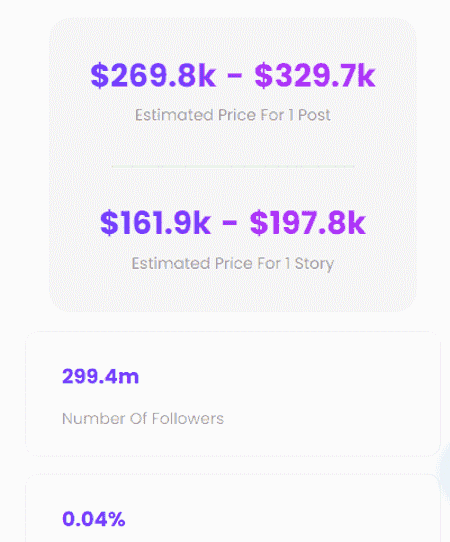 $269.8k - $329.7k
Estimated Price For 1 Post
$161.9k - $197.8k
Estimated Price For 1 Story
299.4m
Number Of Followers
0.04%